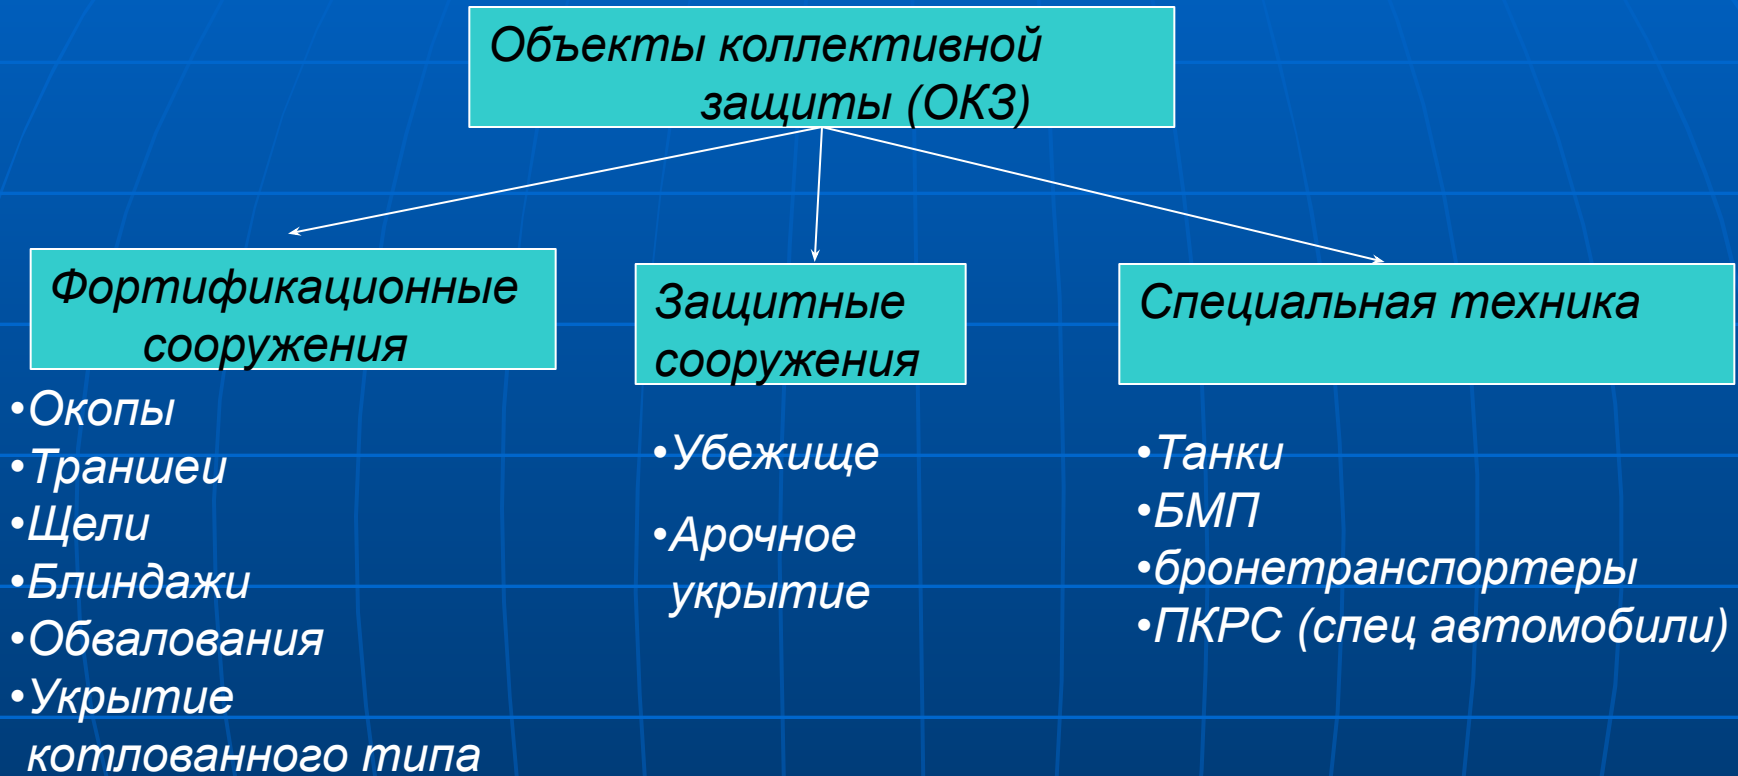 Объекты коллективной
защиты (ОКЗ)
Фортификационные
сооружения
•Окопы
•Траншеи
•Щели
•Блиндажи
•Обвалования
•Укрытие
котлованного типа
Защитные
сооружения
•Убежище
•Арочное
укрытие
Специальная техника
•Танки
•БМП
•бронетранспортеры
•ПКРС (спец автомобили)